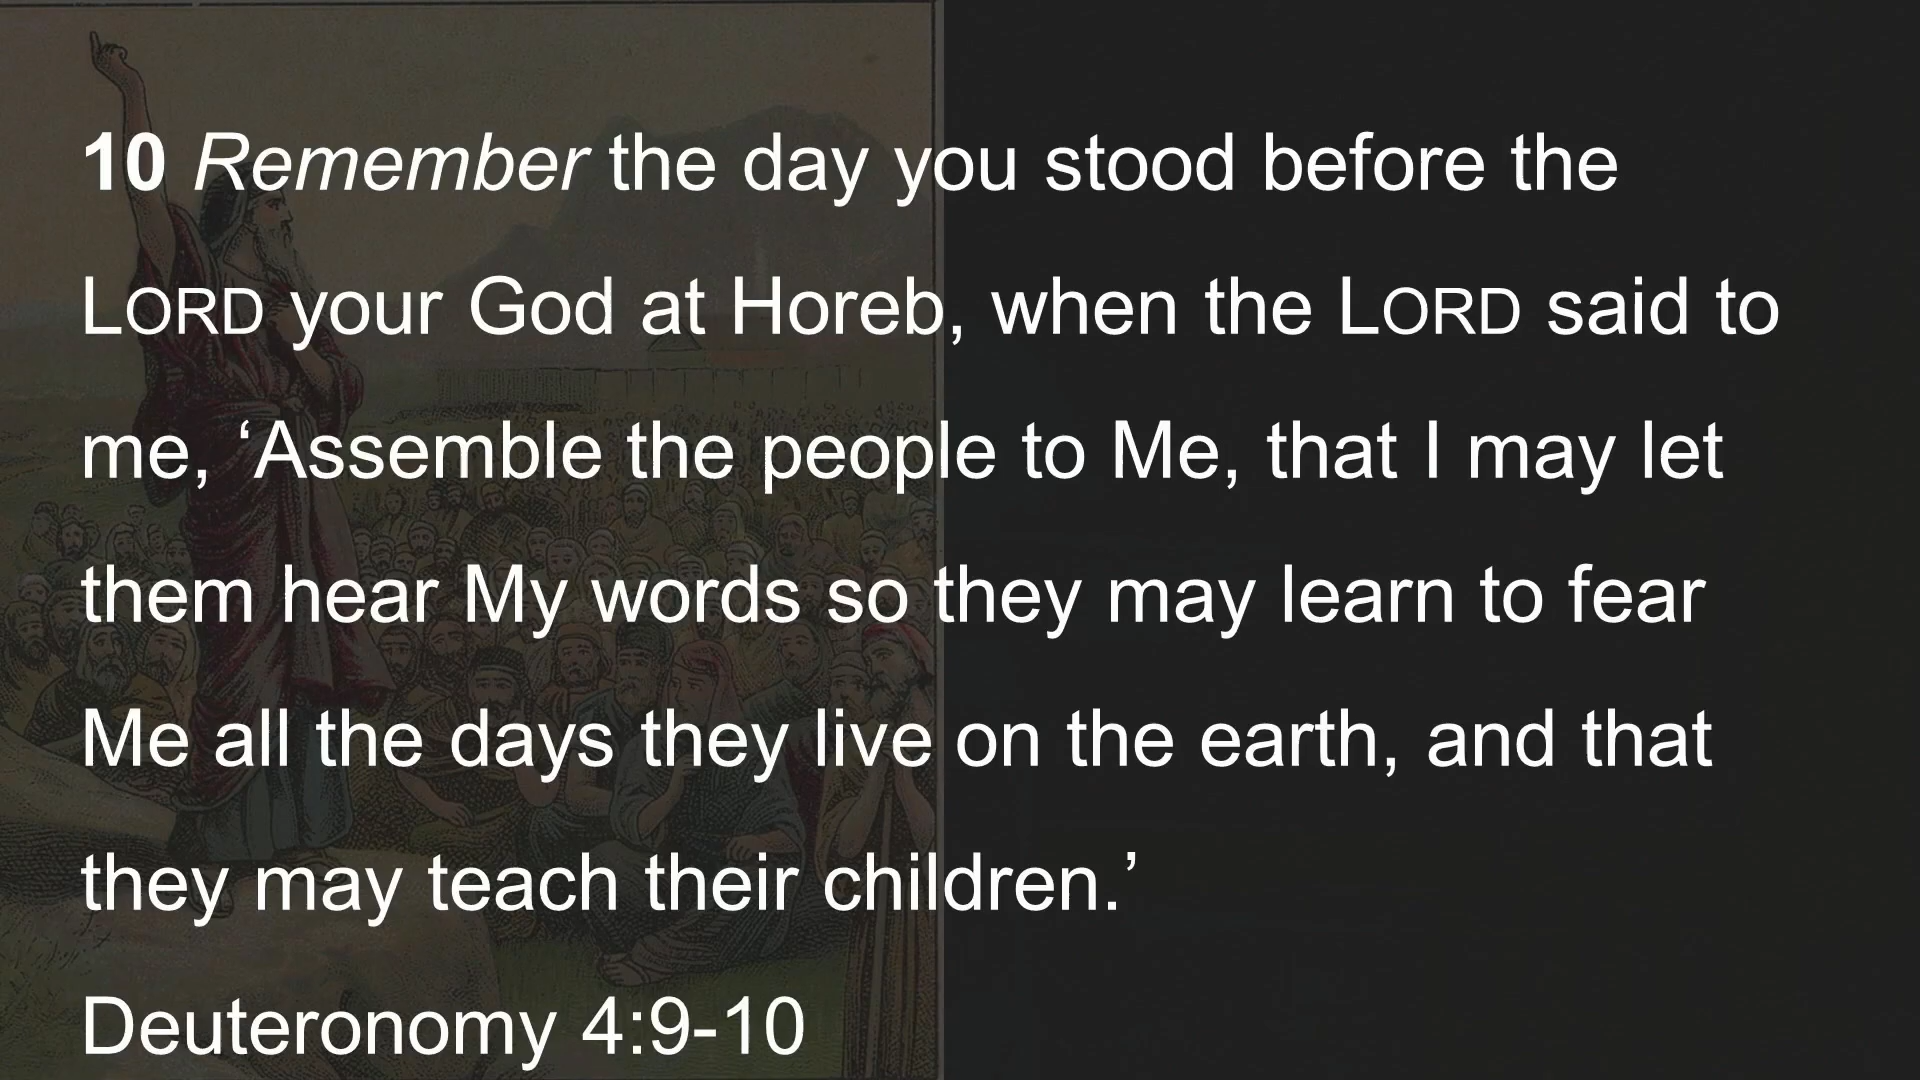 10 Remember the day you stood before the
LORD your God at Horeb, when the LORD said to
me, ‘Assemble the people to Me, that I may let
them hear My words so they may learn to fear
Me all the days they live on the earth, and that
they may teach their children.’
Deuteronomy 4:9-10